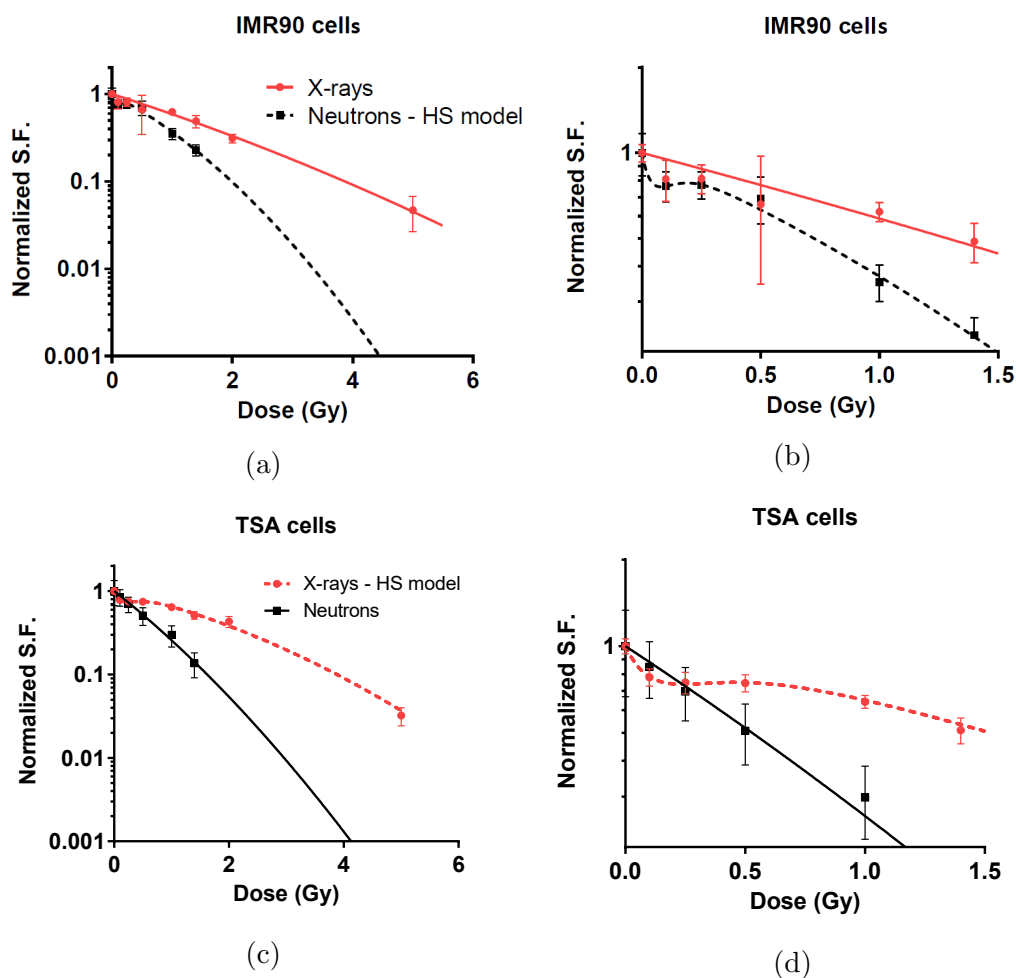 IMR90 cells
Normalized S.F.
1
0.1
0.01
0.001
X-rays
Neutrons - HS model
0 2 4 6
Dose (Gy)
(a)
IMR90 cells
Normalized S.F.
1
0.0 0.5 1.0 1.5
Dose (Gy)
(b)
TSA cells
Normalized S.F.
1
0.1
0.01
0.001
X-rays - HS model
Neutrons
0 2 4 6
Dose (Gy)
(c)
TSA cells
Normalized S.F.
1
0.0 0.5 1.0 1.5
Dose (Gy)
(d)